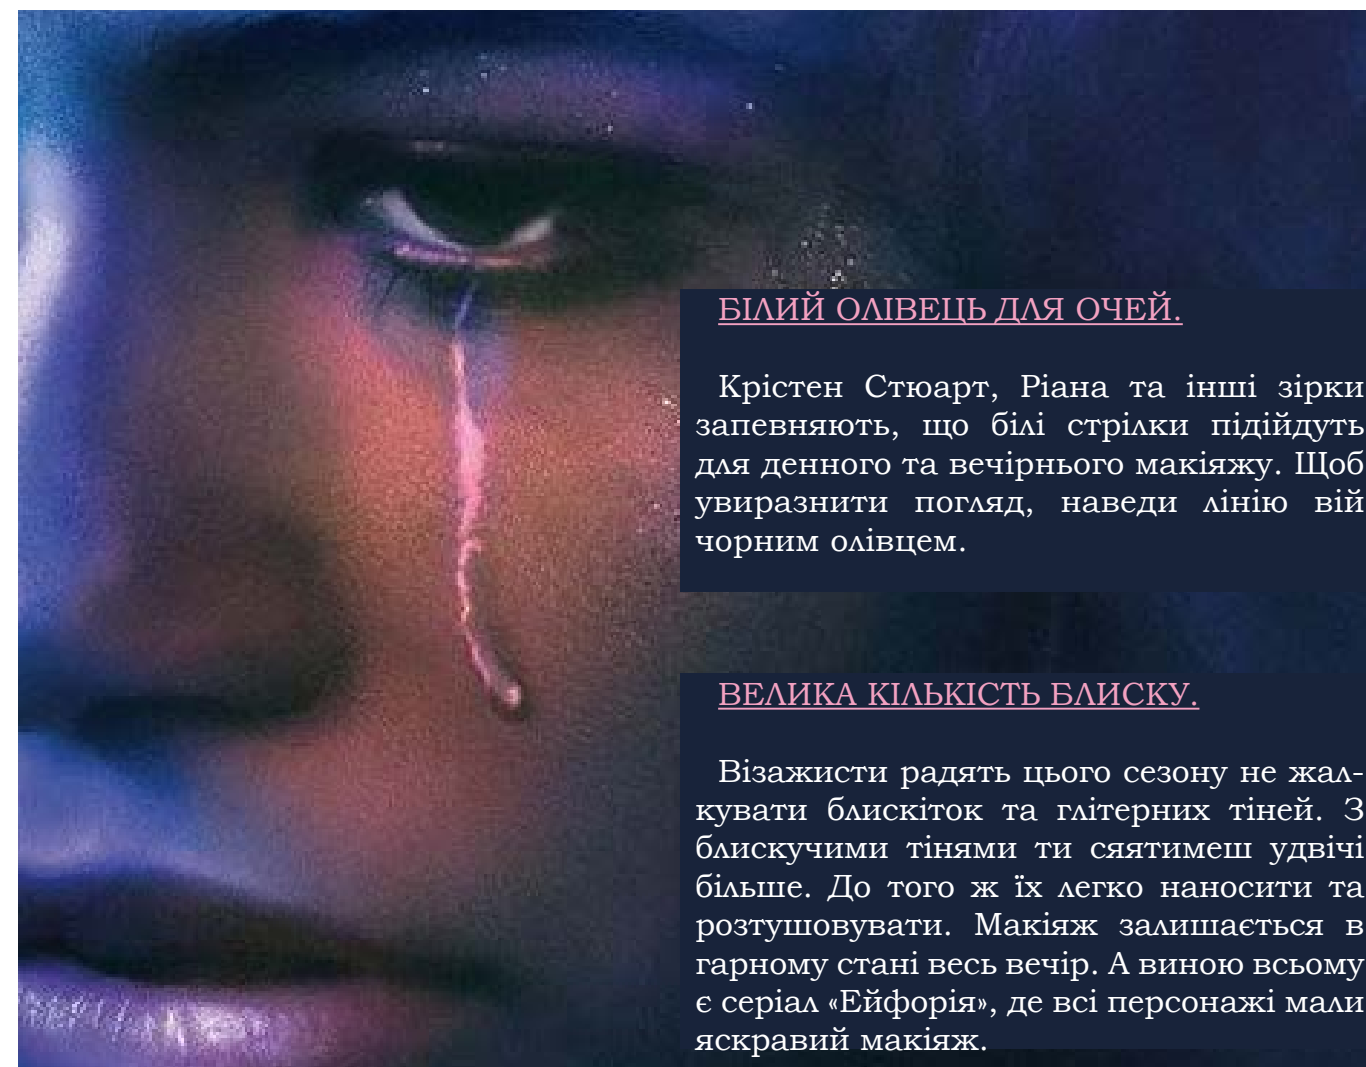 БІЛИЙ ОЛІВЕЦЬ ДЛЯ ОЧЕЙ.
Крістен Стюарт, Ріана та інші зірки
запевняють, що білі стрілки підійдуть
для денного та вечірнього макіяжу. Щоб
увиразнити погляд, наведи лінію вій
чорним олівцем.
ВЕЛИКА КІЛЬКІСТЬ БЛИСКУ.
Візажисти радять цього сезону не жал-
кувати блискіток та глітерних тіней. З
блискучими тінями ти сяятимеш удвічі
більше. До того ж їх легко наносити та
розтушовувати. Макіяж залишається в
гарному стані весь вечір. А виною всьому
є серіал «Ейфорія», де всі персонажі мали
яскравий макіяж.